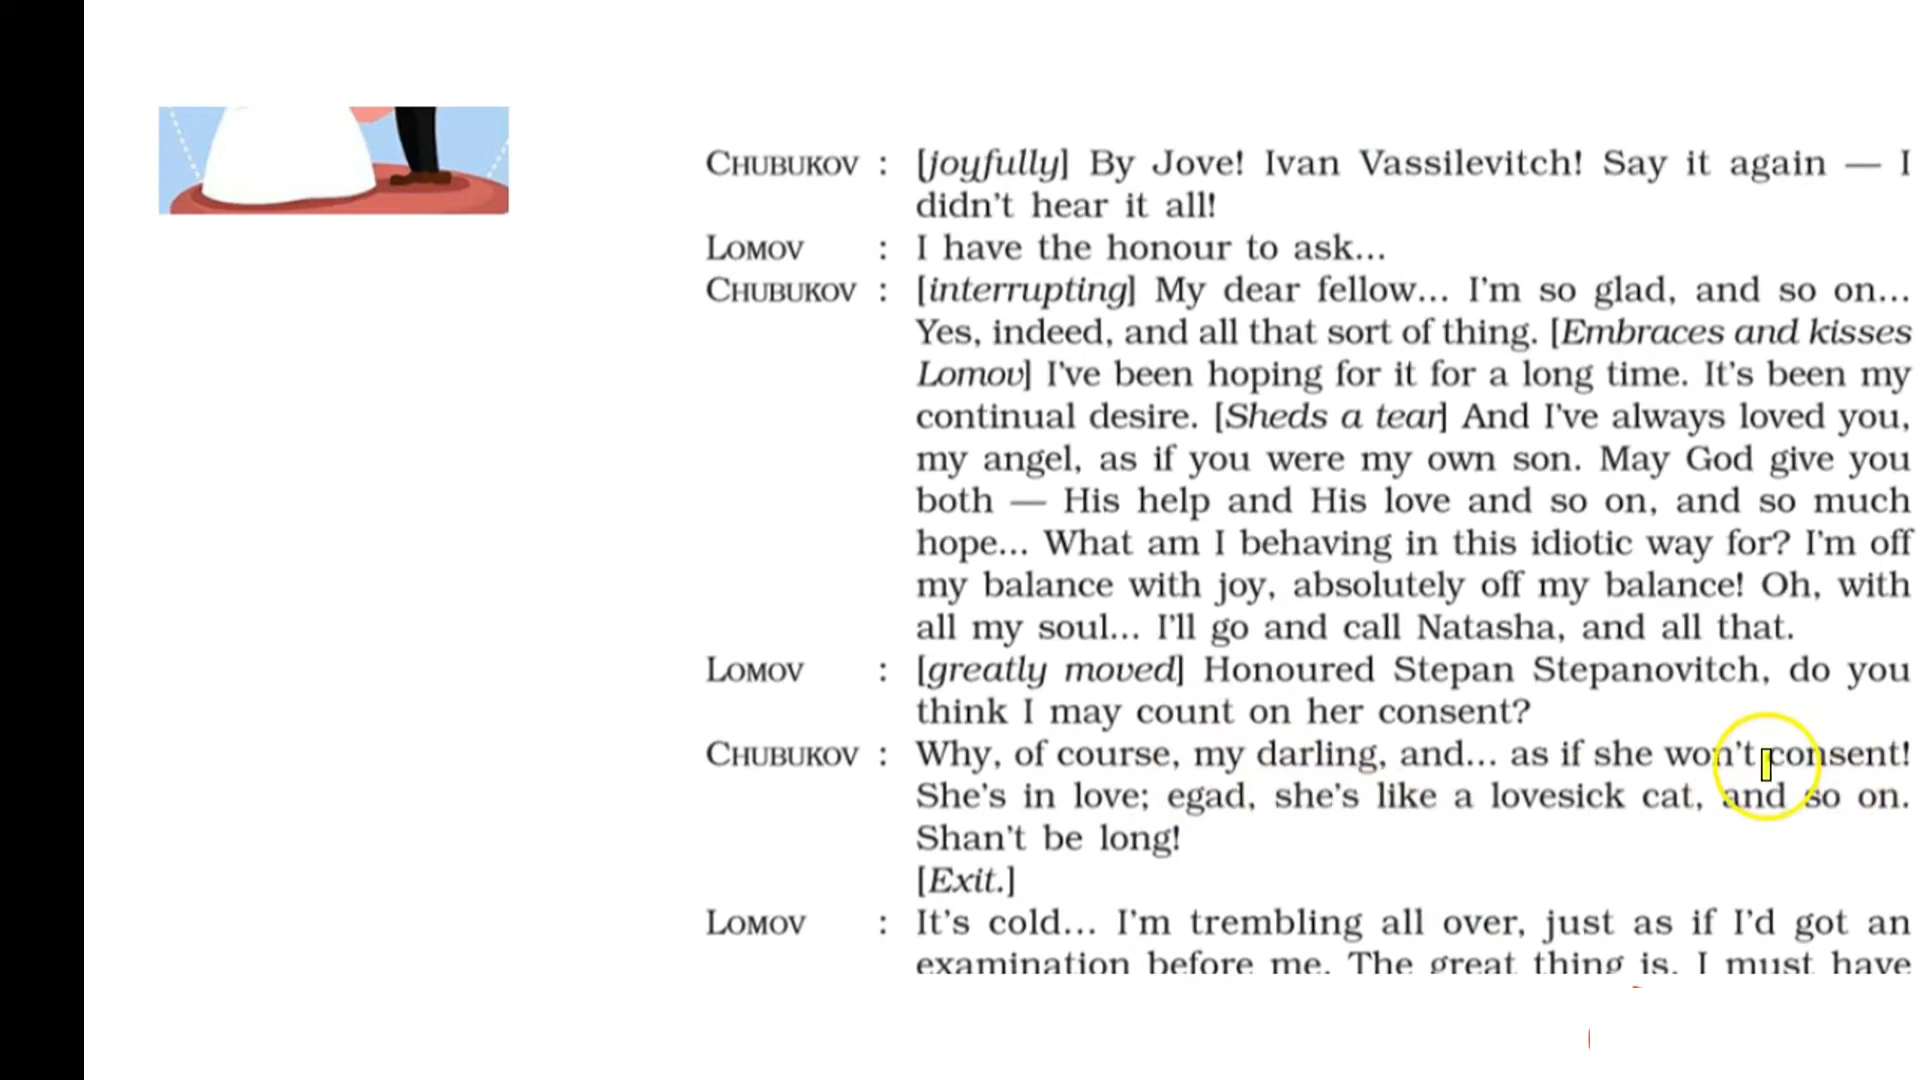 CHUBUKOV : [joyfully] By Jove! Ivan Vassilevitch! Say it again — I
didn't hear it all!
LOMOV : I have the honour to ask...
CHUBUKOV : [interrupting] My dear fellow... I'm so glad, and so on...
Yes, indeed, and all that sort of thing. [Embraces and kisses
Lomov] I've been hoping for it for a long time. It's been my
continual desire. [Sheds a tear] And I've always loved you,
my angel, as if you were my own son. May God give you
both — His help and His love and so on, and so much
hope... What am I behaving in this idiotic way for? I'm off
my balance with joy, absolutely off my balance! Oh, with
all my soul... I'll go and call Natasha, and all that.
LOMOV : [greatly moved] Honoured Stepan Stepanovitch, do you
think I may count on her consent?
CHUBUKOV : Why, of course, my darling, and... as if she won't consent!
She's in love; egad, she's like a lovesick cat, and so on.
Shan't be long!
[Exit.]
LOMOV : It's cold... I'm trembling all over, just as if I'd got an
examination before me. The great thing is, I must have